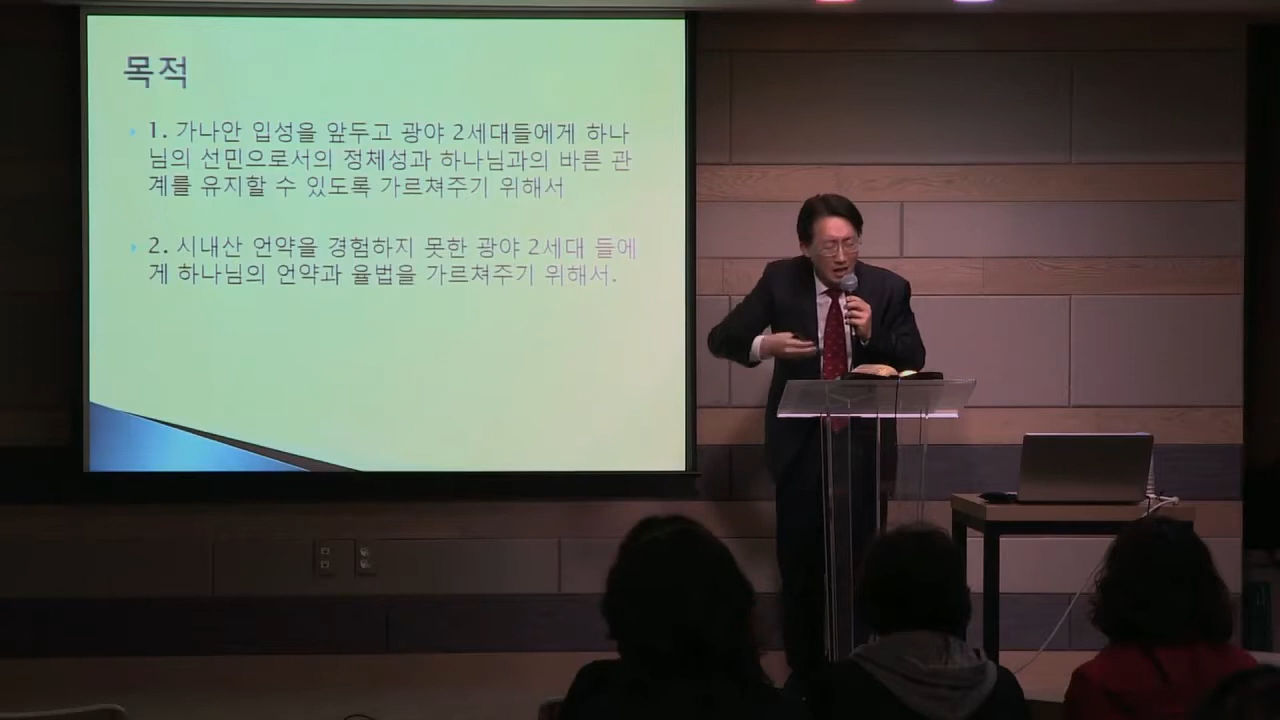 목적
1. 가나안 입성을 앞두고 광야 2세대들에게 하나
님의 선민으로서의 정체성과 하나님과의 바른 관
계를 유지할 수 있도록 가르쳐주기 위해서
2. 시내산 언약을 경험하지 못한 광야 2세대 들에
게 하나님의 언약과 율법을 가르쳐주기 위해서.